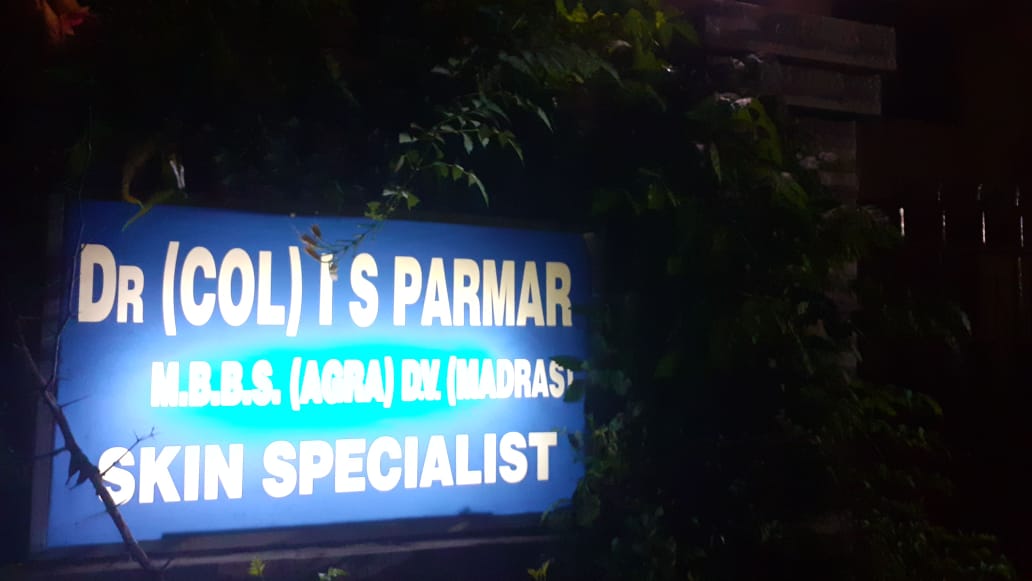 DR (COL) I S PARMAR
M.B.B.S. (AGRA) D.V. (MADRAS)
SKIN SPECIALIST